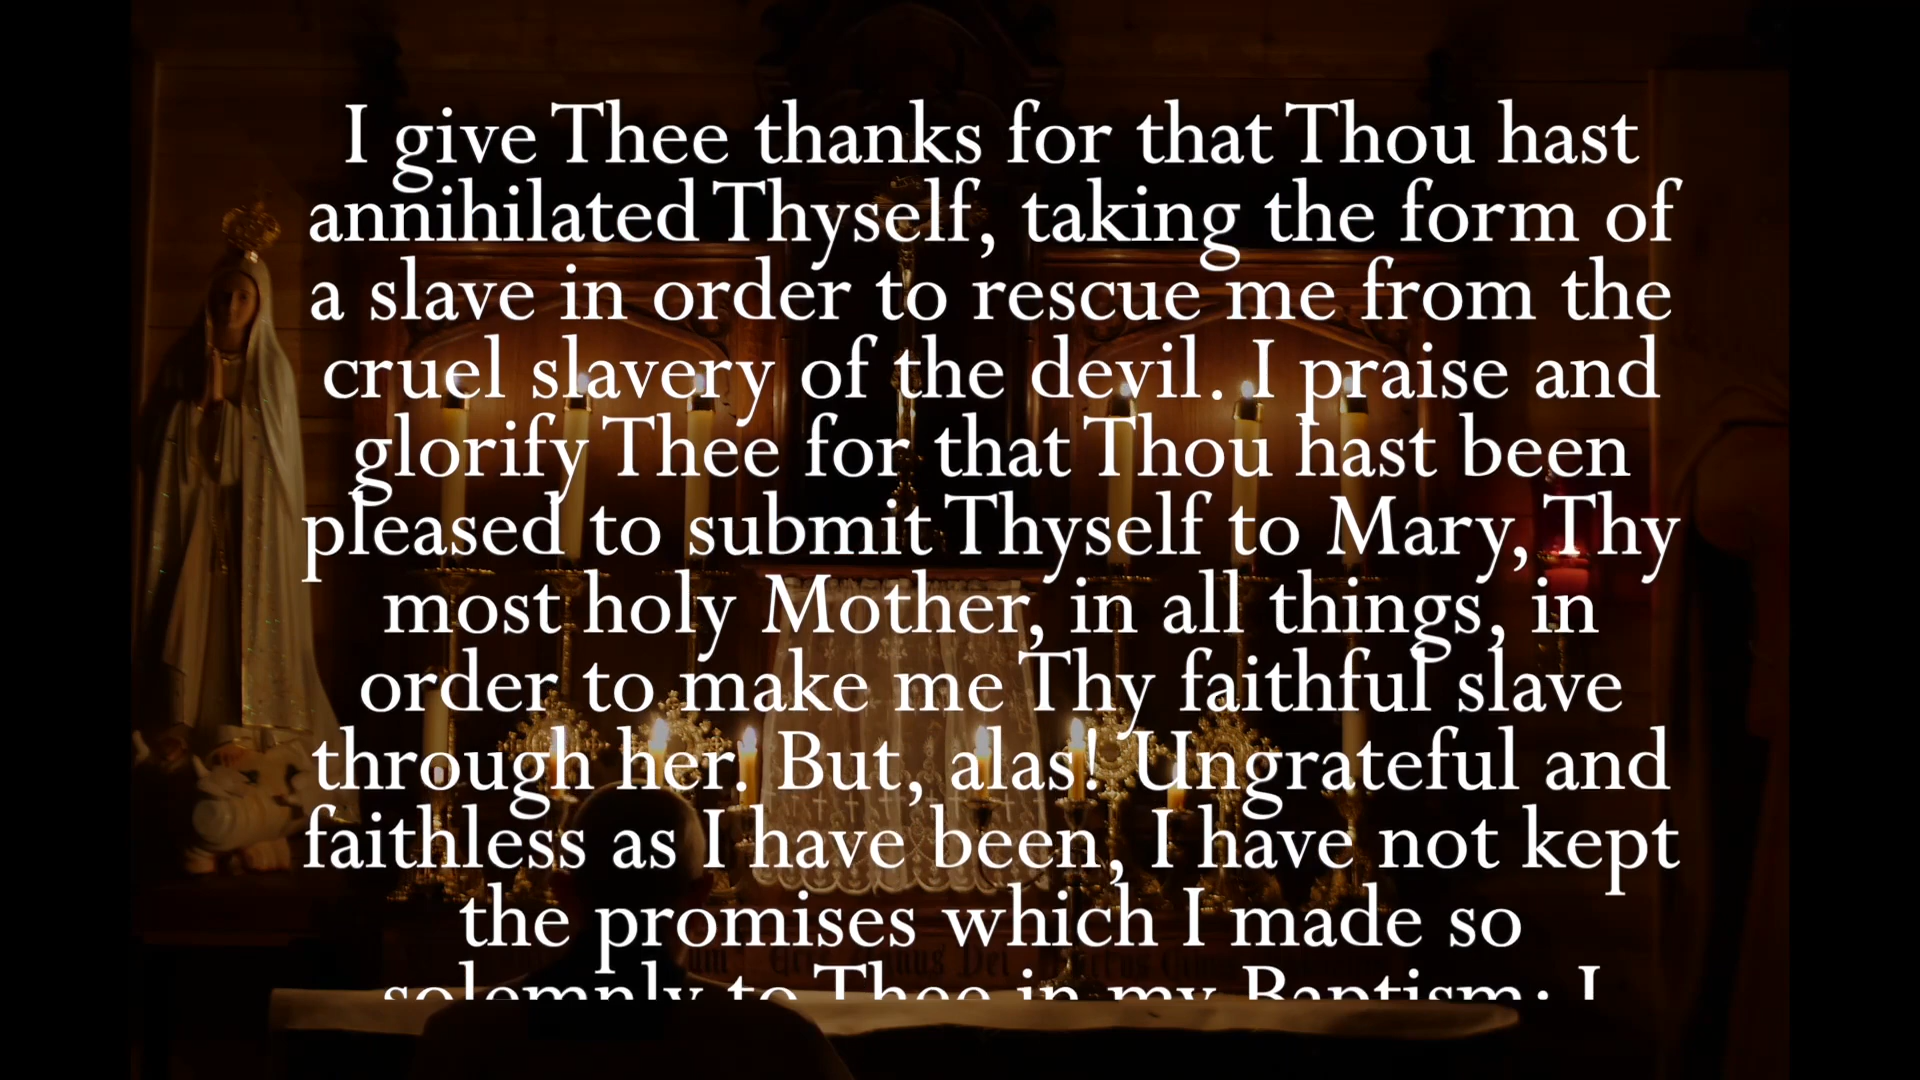 I give Thee thanks for that Thou hast
annihilated Thyself, taking the form of
a slave in order to rescue me from the
cruel slavery of the devil. I praise and
glorify Thee for that Thou hast been
pleased to submit Thyself to Mary, Thy
most holy Mother, in all things, in
order to make me Thy faithful slave
through her. But, alas! Ungrateful and
faithless as I have been, I have not kept
the promises which I made so
solemnly to Thee in my Baptism; I